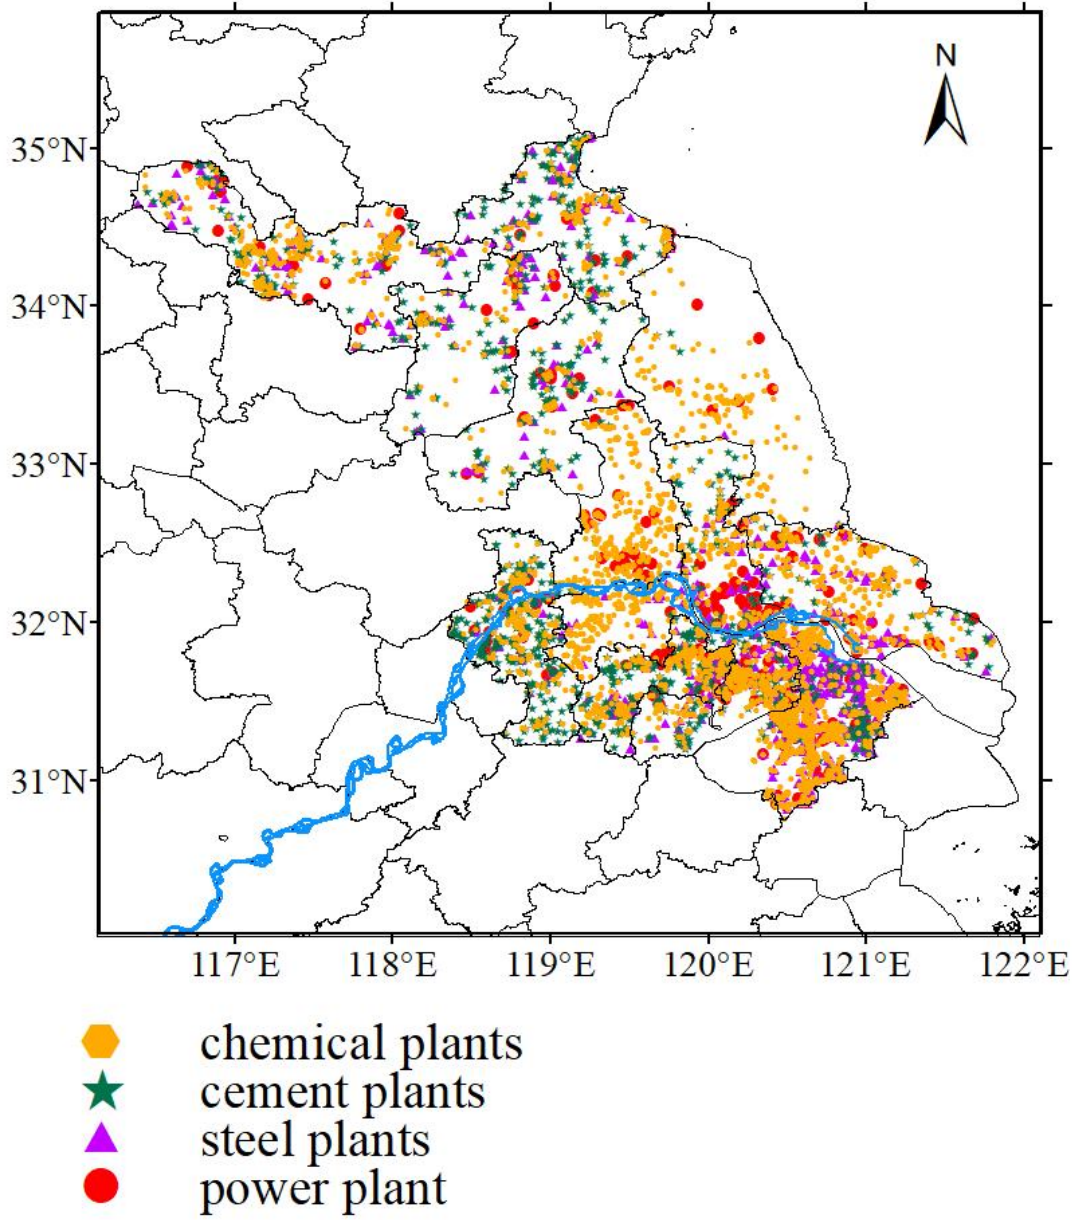 N
35°N
34°N
33°N
32°N
31°N
117°E 118°E 119°E 120°E 121°E 122°E
chemical plants
cement plants
steel plants
power plant